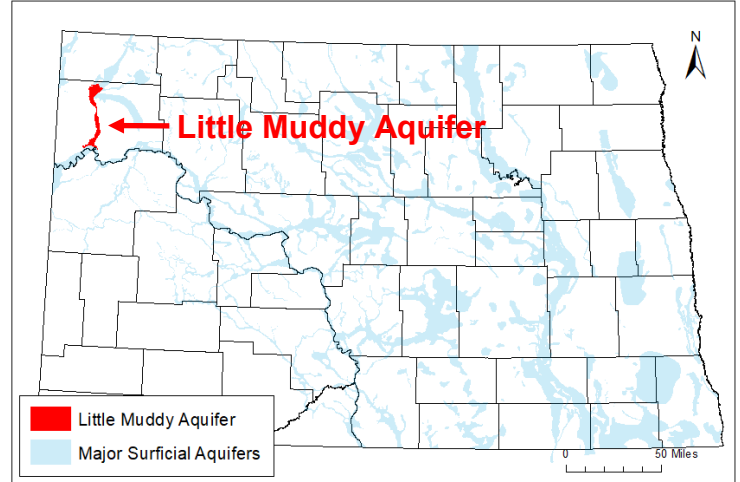 N
Little Muddy Aquifer
Little Muddy Aquifer
Major Surficial Aquifers
0 50 Miles